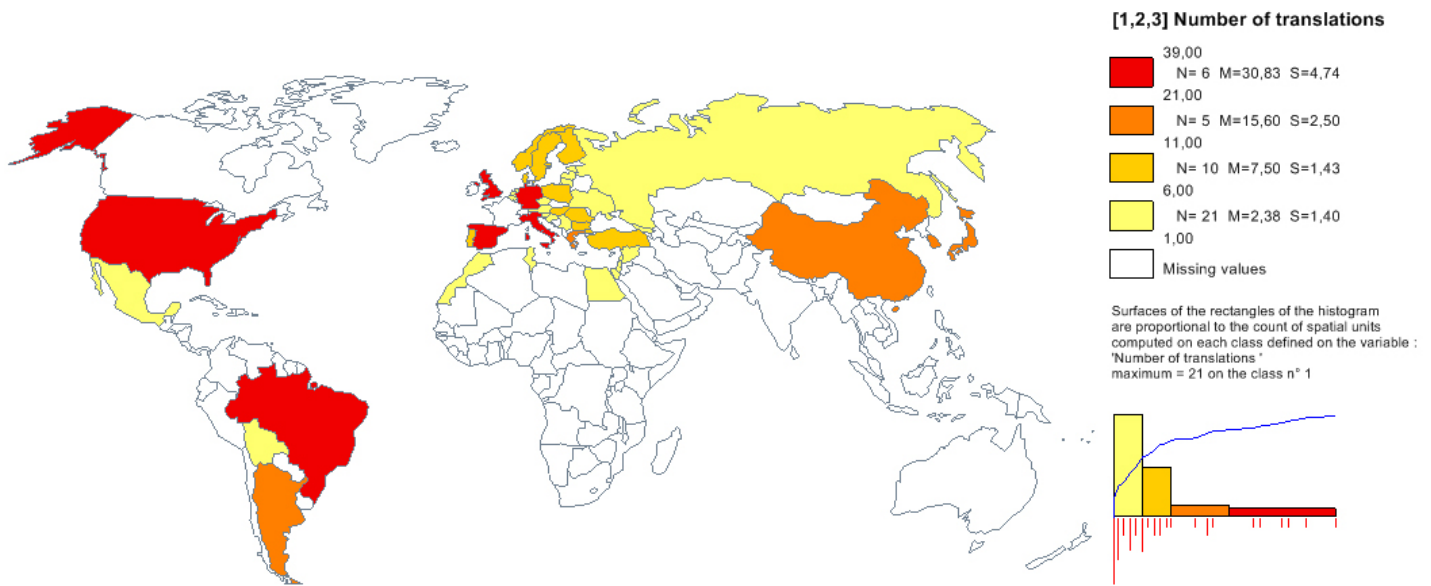 [1,2,3] Number of translations
39,00
N= 6 M=30,83 S=4,74
21,00
N= 5 M=15,60 S=2,50
11,00
N= 10 M=7,50 S=1,43
6,00
N= 21 M=2,38 S=1,40
1,00
Missing values
Surfaces of the rectangles of the histogram
are proportional to the count of spatial units
computed on each class defined on the variable :
'Number of translations '
maximum = 21 on the class n° 1